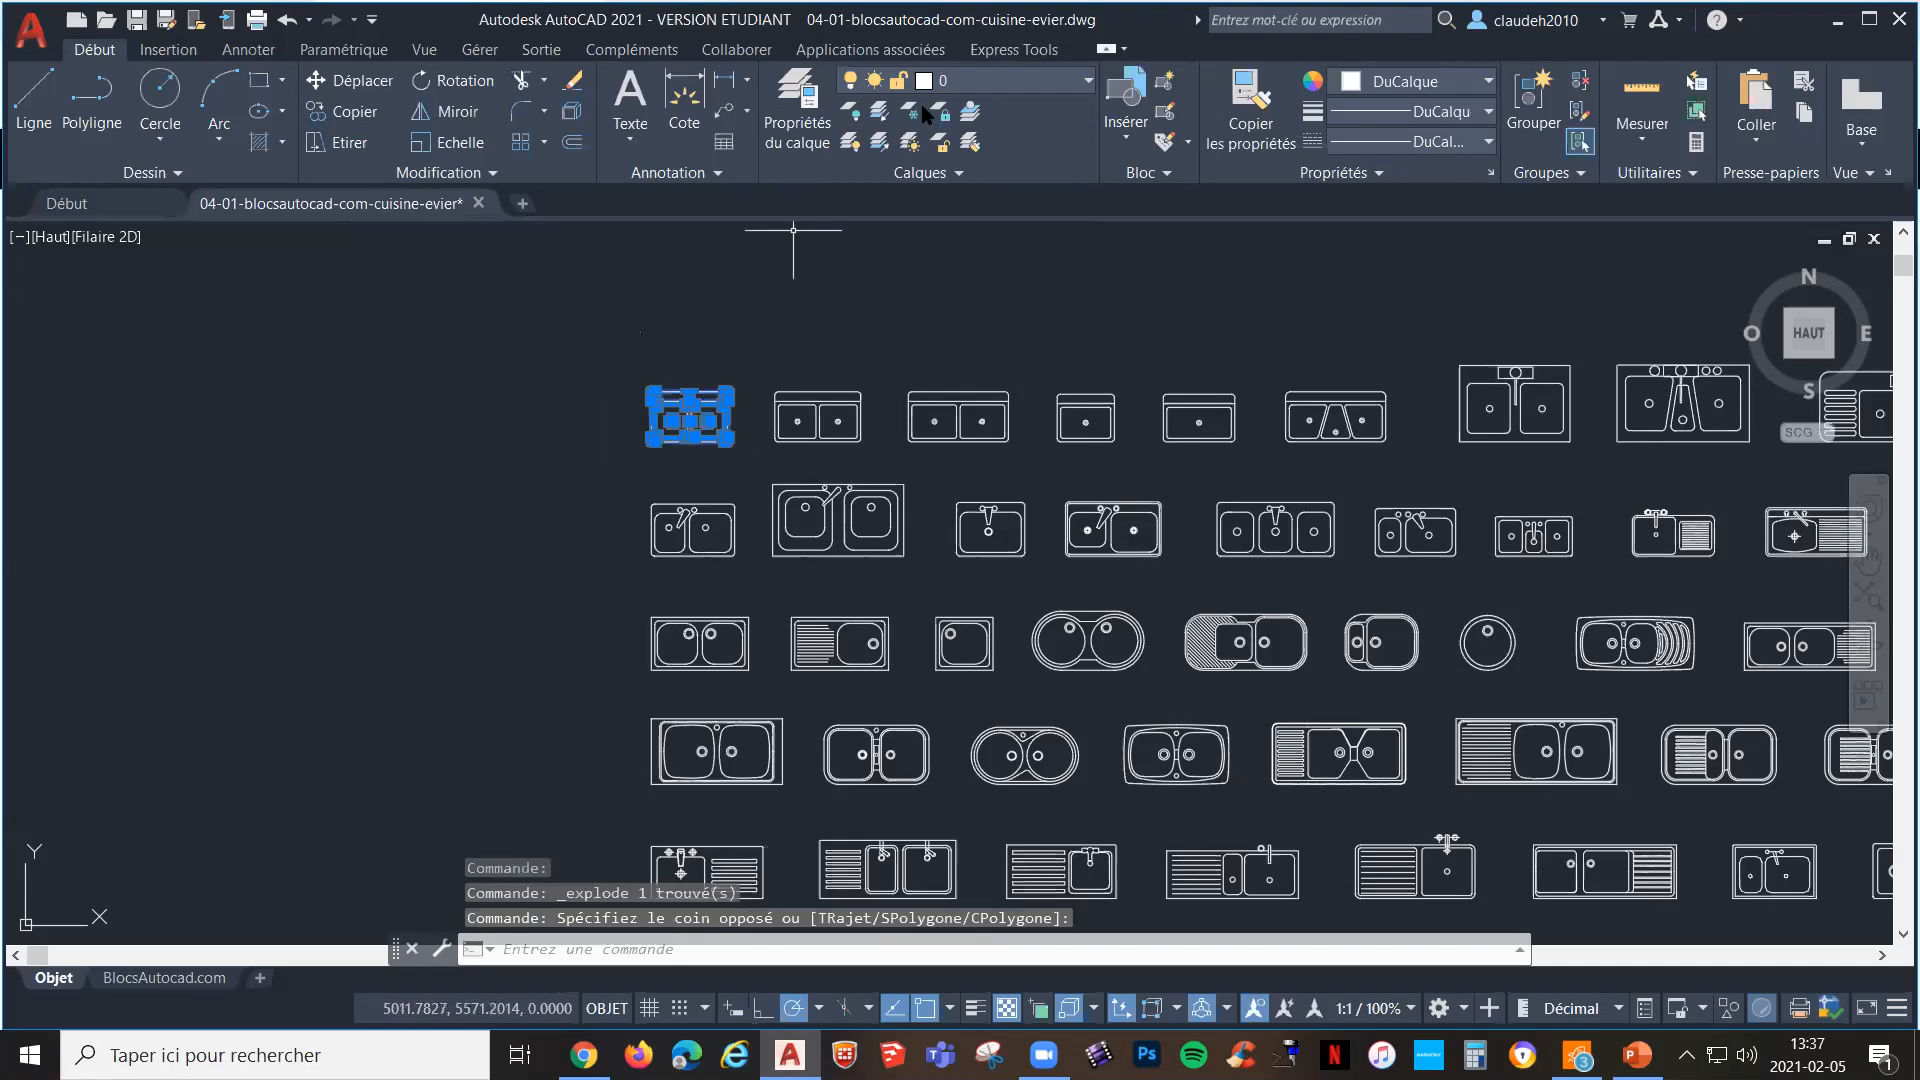 Autodesk AutoCAD 2021 - VERSION ETUDIANT 04-01-blocsautocad-com-cuisine-evier.dwg
Entrez mot-clé ou expression
claudeh2010
Début Insertion Annoter Paramétrique Vue Gérer Sortie Compléments Collaborer Applications associées Express Tools
Ligne
Polyligne
Cercle
Arc
Déplacer Rotation
Copier Miroir
Etirer Echelle
Texte
Cote
Propriétés
du calque
0
Insérer
Copier
les propriétés
DuCalque
DuCalqu
DuCal...
Grouper
Mesurer
Coller
Base
Dessin
Modification
Annotation
Calques
Bloc
Propriétés
Groupes
Utilitaires
Presse-papiers
Vue
Début
04-01-blocsautocad-com-cuisine-evier*
[−][Haut][Filaire 2D]
N
O
HAUT
E
S
SCG
Y
X
Commande:
Commande: _explode 1 trouvé(s)
Commande: Spécifiez le coin opposé ou [TRajet/SPolygone/CPolygone]:
Entrez une commande
Objet
BlocsAutocad.com
5011.7827, 5571.2014, 0.0000
OBJET
1:1 / 100%
Décimal
Taper ici pour rechercher
Ps
N
3
13:37
2021-02-05
1